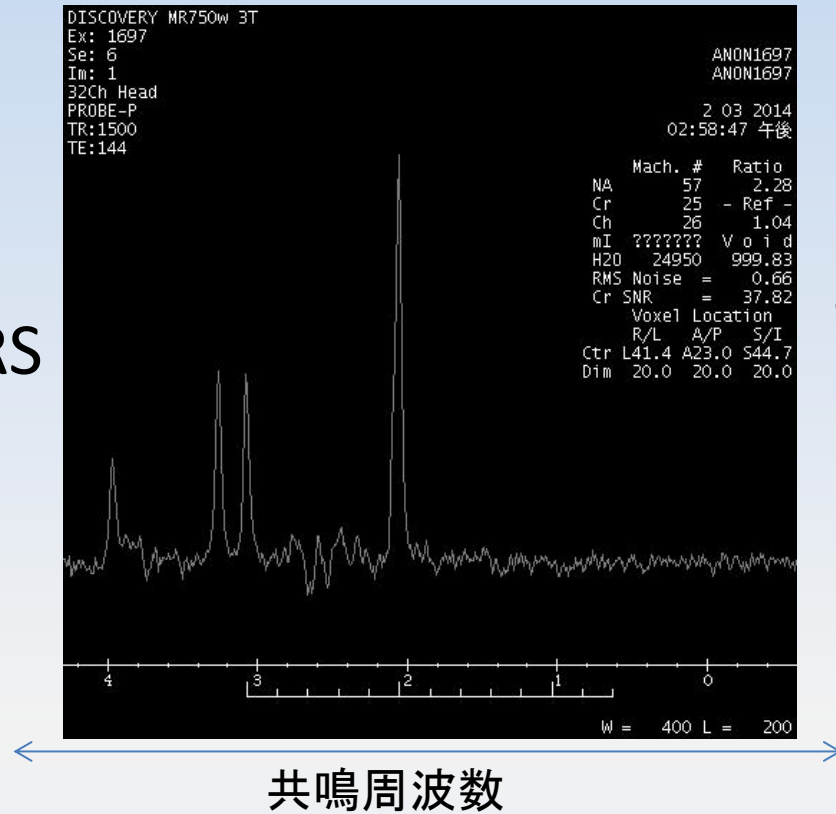 DISCOVERY MR750w 3T
Ex: 1697
Se: 6
Im: 1
32Ch Head
PROBE-P
TR:1500
TE:144
ANON1697
ANON1697
2 03 2014
02:58:47 午後
Mach. # Ratio
NA 57 2.28
Cr 25 - Ref -
Ch 26 1.04
mI ??????? V o i d
H2O 24950 999.83
RMS Noise = 0.66
Cr SNR = 37.82
Voxel Location
R/L A/P S/I
Ctr L41.4 A23.0 S44.7
Dim 20.0 20.0 20.0
RS
4 3 2 1 0
W = 400 L = 200
共鳴周波数